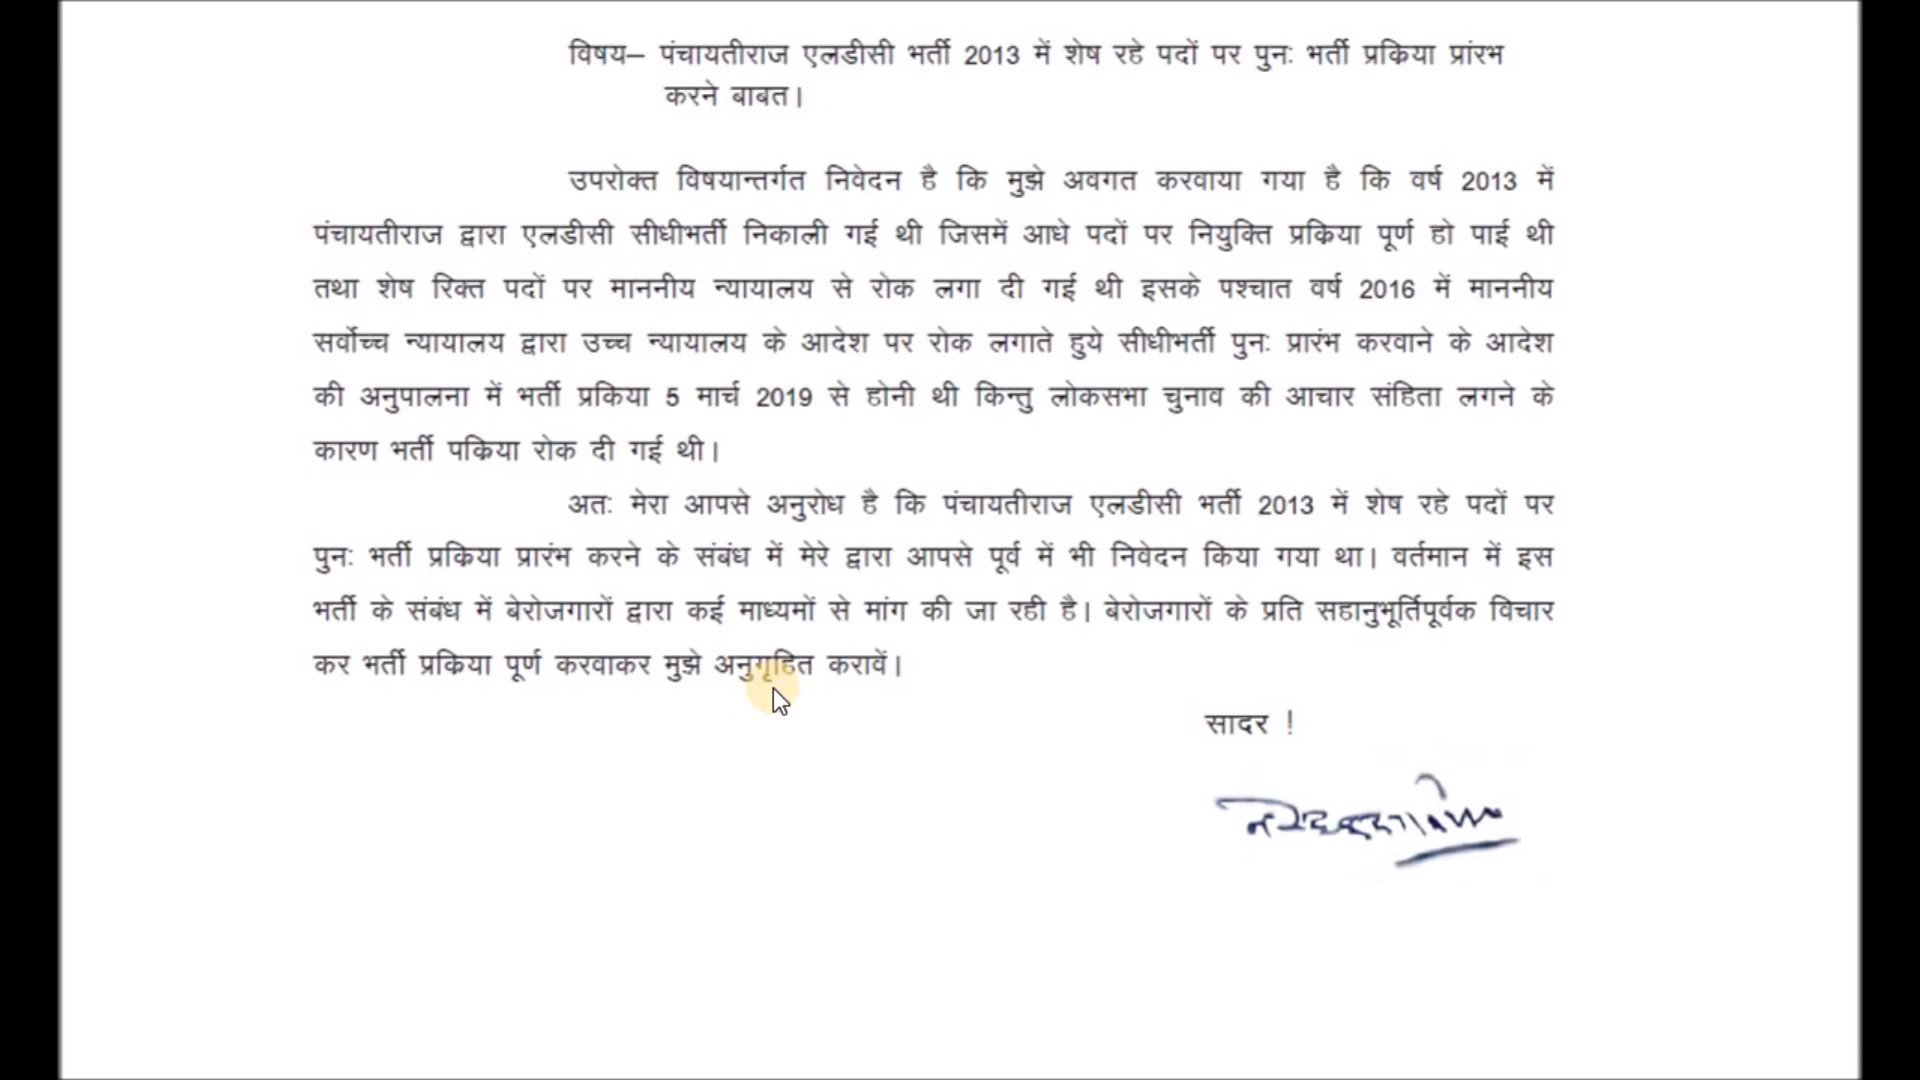 विषय– पंचायतीराज एलडीसी भर्ती 2013 में शेष रहे पदों पर पुनः भर्ती प्रक्रिया प्रांरभ
करने बाबत।
उपरोक्त विषयान्तर्गत निवेदन है कि मुझे अवगत करवाया गया है कि वर्ष 2013 में
पंचायतीराज द्वारा एलडीसी सीधीभर्ती निकाली गई थी जिसमें आधे पदों पर नियुक्ति प्रक्रिया पूर्ण हो पाई थी
तथा शेष रिक्त पदों पर माननीय न्यायालय से रोक लगा दी गई थी इसके पश्चात वर्ष 2016 में माननीय
सर्वोच्च न्यायालय द्वारा उच्च न्यायालय के आदेश पर रोक लगाते हुये सीधीभर्ती पुनः प्रारंभ करवाने के आदेश
की अनुपालना में भर्ती प्रक्रिया 5 मार्च 2019 से होनी थी किन्तु लोकसभा चुनाव की आचार संहिता लगने के
कारण भर्ती पक्रिया रोक दी गई थी।
अतः मेरा आपसे अनुरोध है कि पंचायतीराज एलडीसी भर्ती 2013 में शेष रहे पदों पर
पुनः भर्ती प्रक्रिया प्रारंभ करने के संबंध में मेरे द्वारा आपसे पूर्व में भी निवेदन किया गया था। वर्तमान में इस
भर्ती के संबंध में बेरोजगारों द्वारा कई माध्यमों से मांग की जा रही है। बेरोजगारों के प्रति सहानुभूर्तिपूर्वक विचार
कर भर्ती प्रक्रिया पूर्ण करवाकर मुझे अनुगृहित करावें।
सादर !